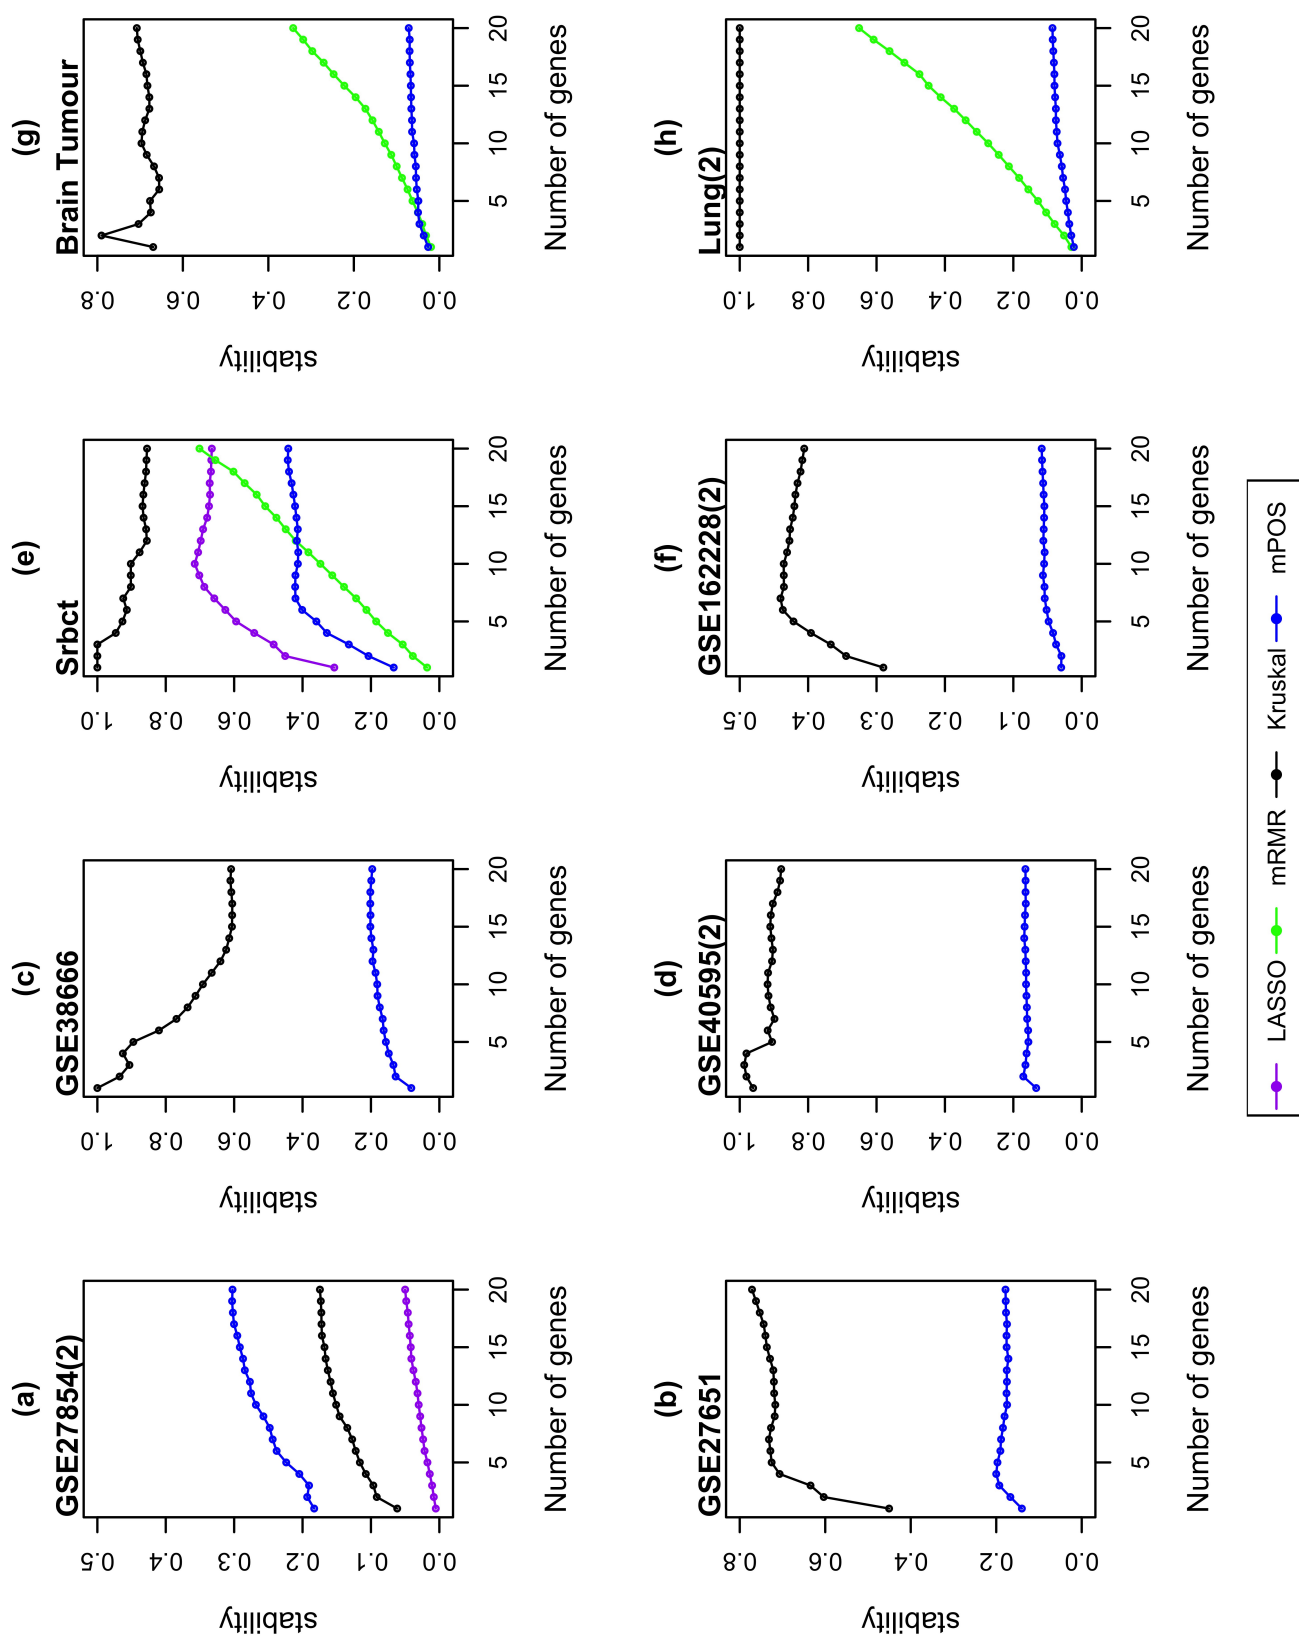 (a)
GSE27854(2)
stability
0.0 0.1 0.2 0.3 0.4 0.5
5 10 15 20
Number of genes
(c)
GSE38666
stability
0.0 0.2 0.4 0.6 0.8 1.0
5 10 15 20
Number of genes
(e)
Srbct
stability
0.0 0.2 0.4 0.6 0.8 1.0
5 10 15 20
Number of genes
(g)
Brain Tumour
stability
0.0 0.2 0.4 0.6 0.8
5 10 15 20
Number of genes
(b)
GSE27651
stability
0.0 0.2 0.4 0.6 0.8
5 10 15 20
Number of genes
(d)
GSE40595(2)
stability
0.0 0.2 0.4 0.6 0.8 1.0
5 10 15 20
Number of genes
(f)
GSE162228(2)
stability
0.0 0.1 0.2 0.3 0.4 0.5
5 10 15 20
Number of genes
(h)
Lung(2)
stability
0.0 0.2 0.4 0.6 0.8 1.0
5 10 15 20
Number of genes
LASSO mRMR Kruskal mPOS